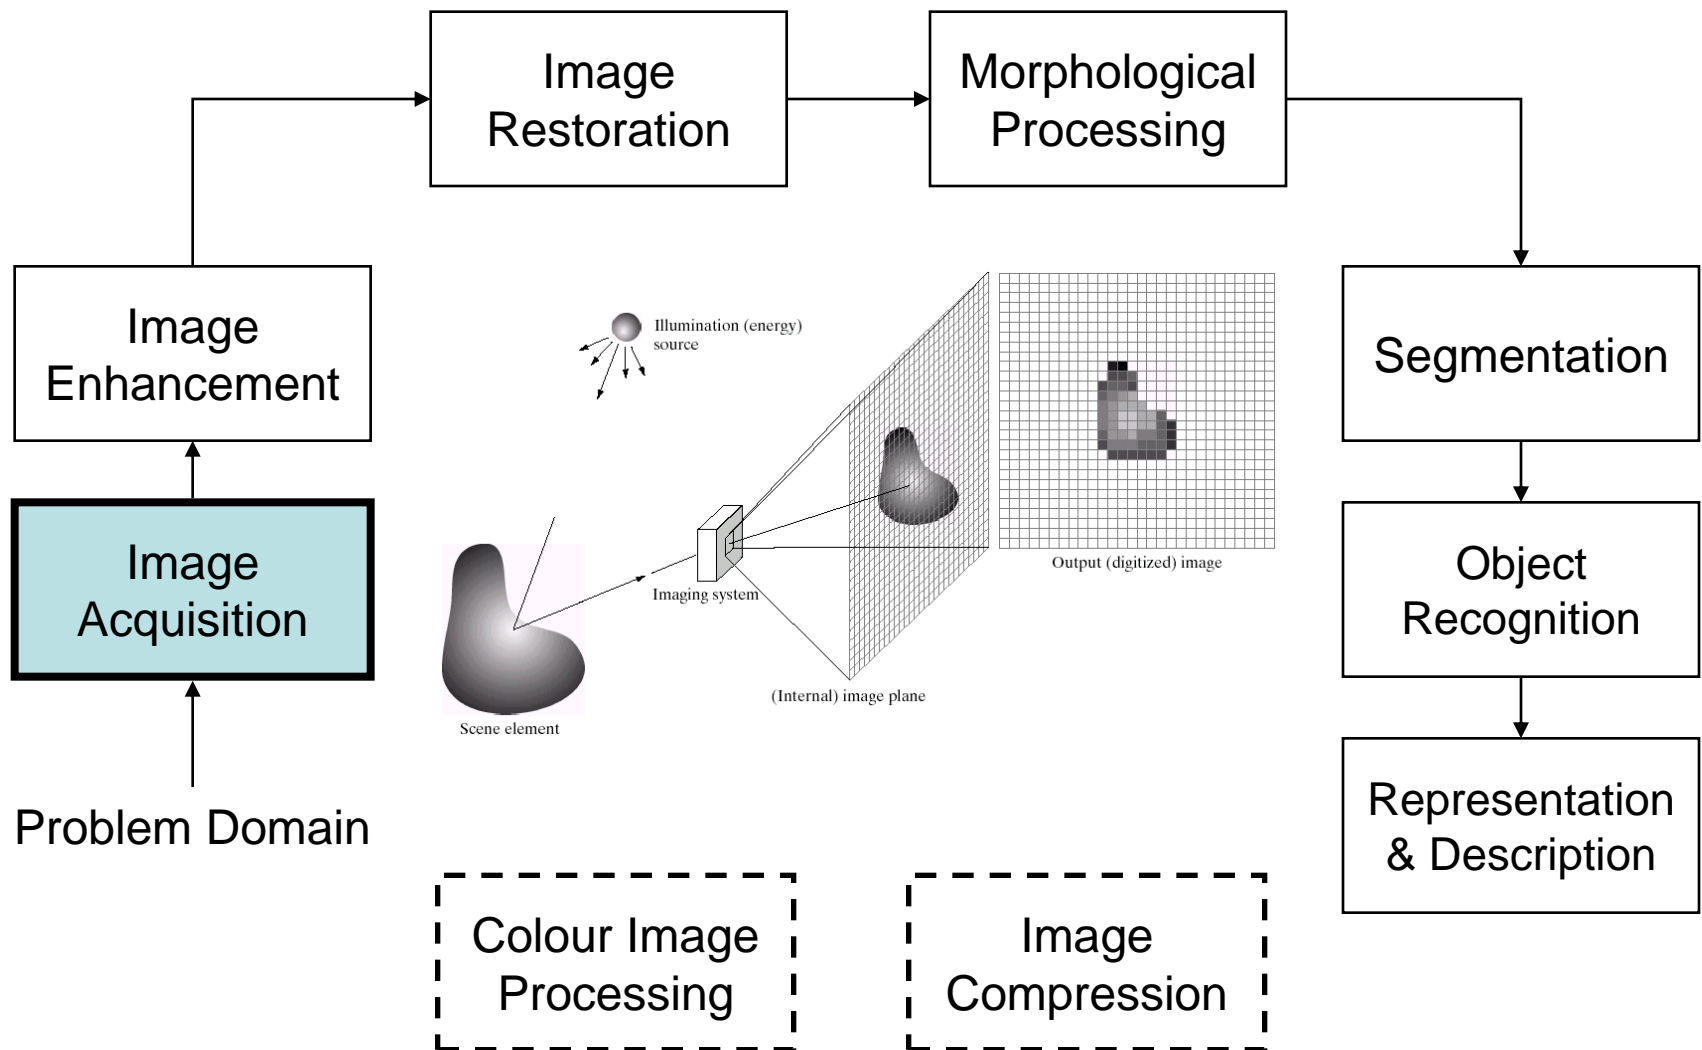 Image
Restoration
Morphological
Processing
Image
Enhancement
Illumination (energy)
source
Segmentation
Image
Acquisition
Imaging system
Output (digitized) image
Object
Recognition
(Internal) image plane
Scene element
Problem Domain
Representation
& Description
Colour Image
Processing
Image
Compression